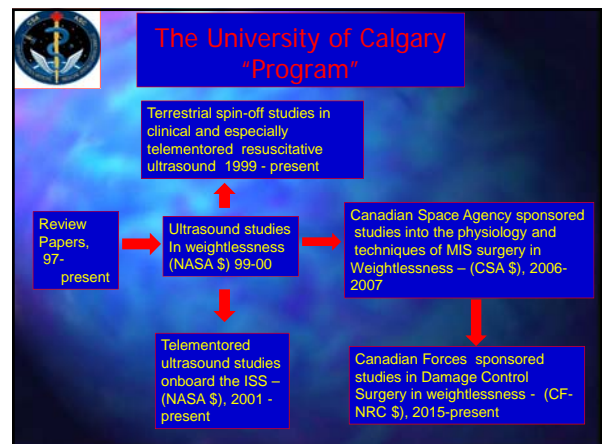 CSA ASC
The University of Calgary
“Program”
Terrestrial spin-off studies in
clinical and especially
telementored resuscitative
ultrasound 1999 - present
Review
Papers,
97-
present
Ultrasound studies
In weightlessness
(NASA $) 99-00
Canadian Space Agency sponsored
studies into the physiology and
techniques of MIS surgery in
Weightlessness – (CSA $), 2006-
2007
Telementored
ultrasound studies
onboard the ISS –
(NASA $), 2001 -
present
Canadian Forces sponsored
studies in Damage Control
Surgery in weightlessness - (CF-
NRC $), 2015-present